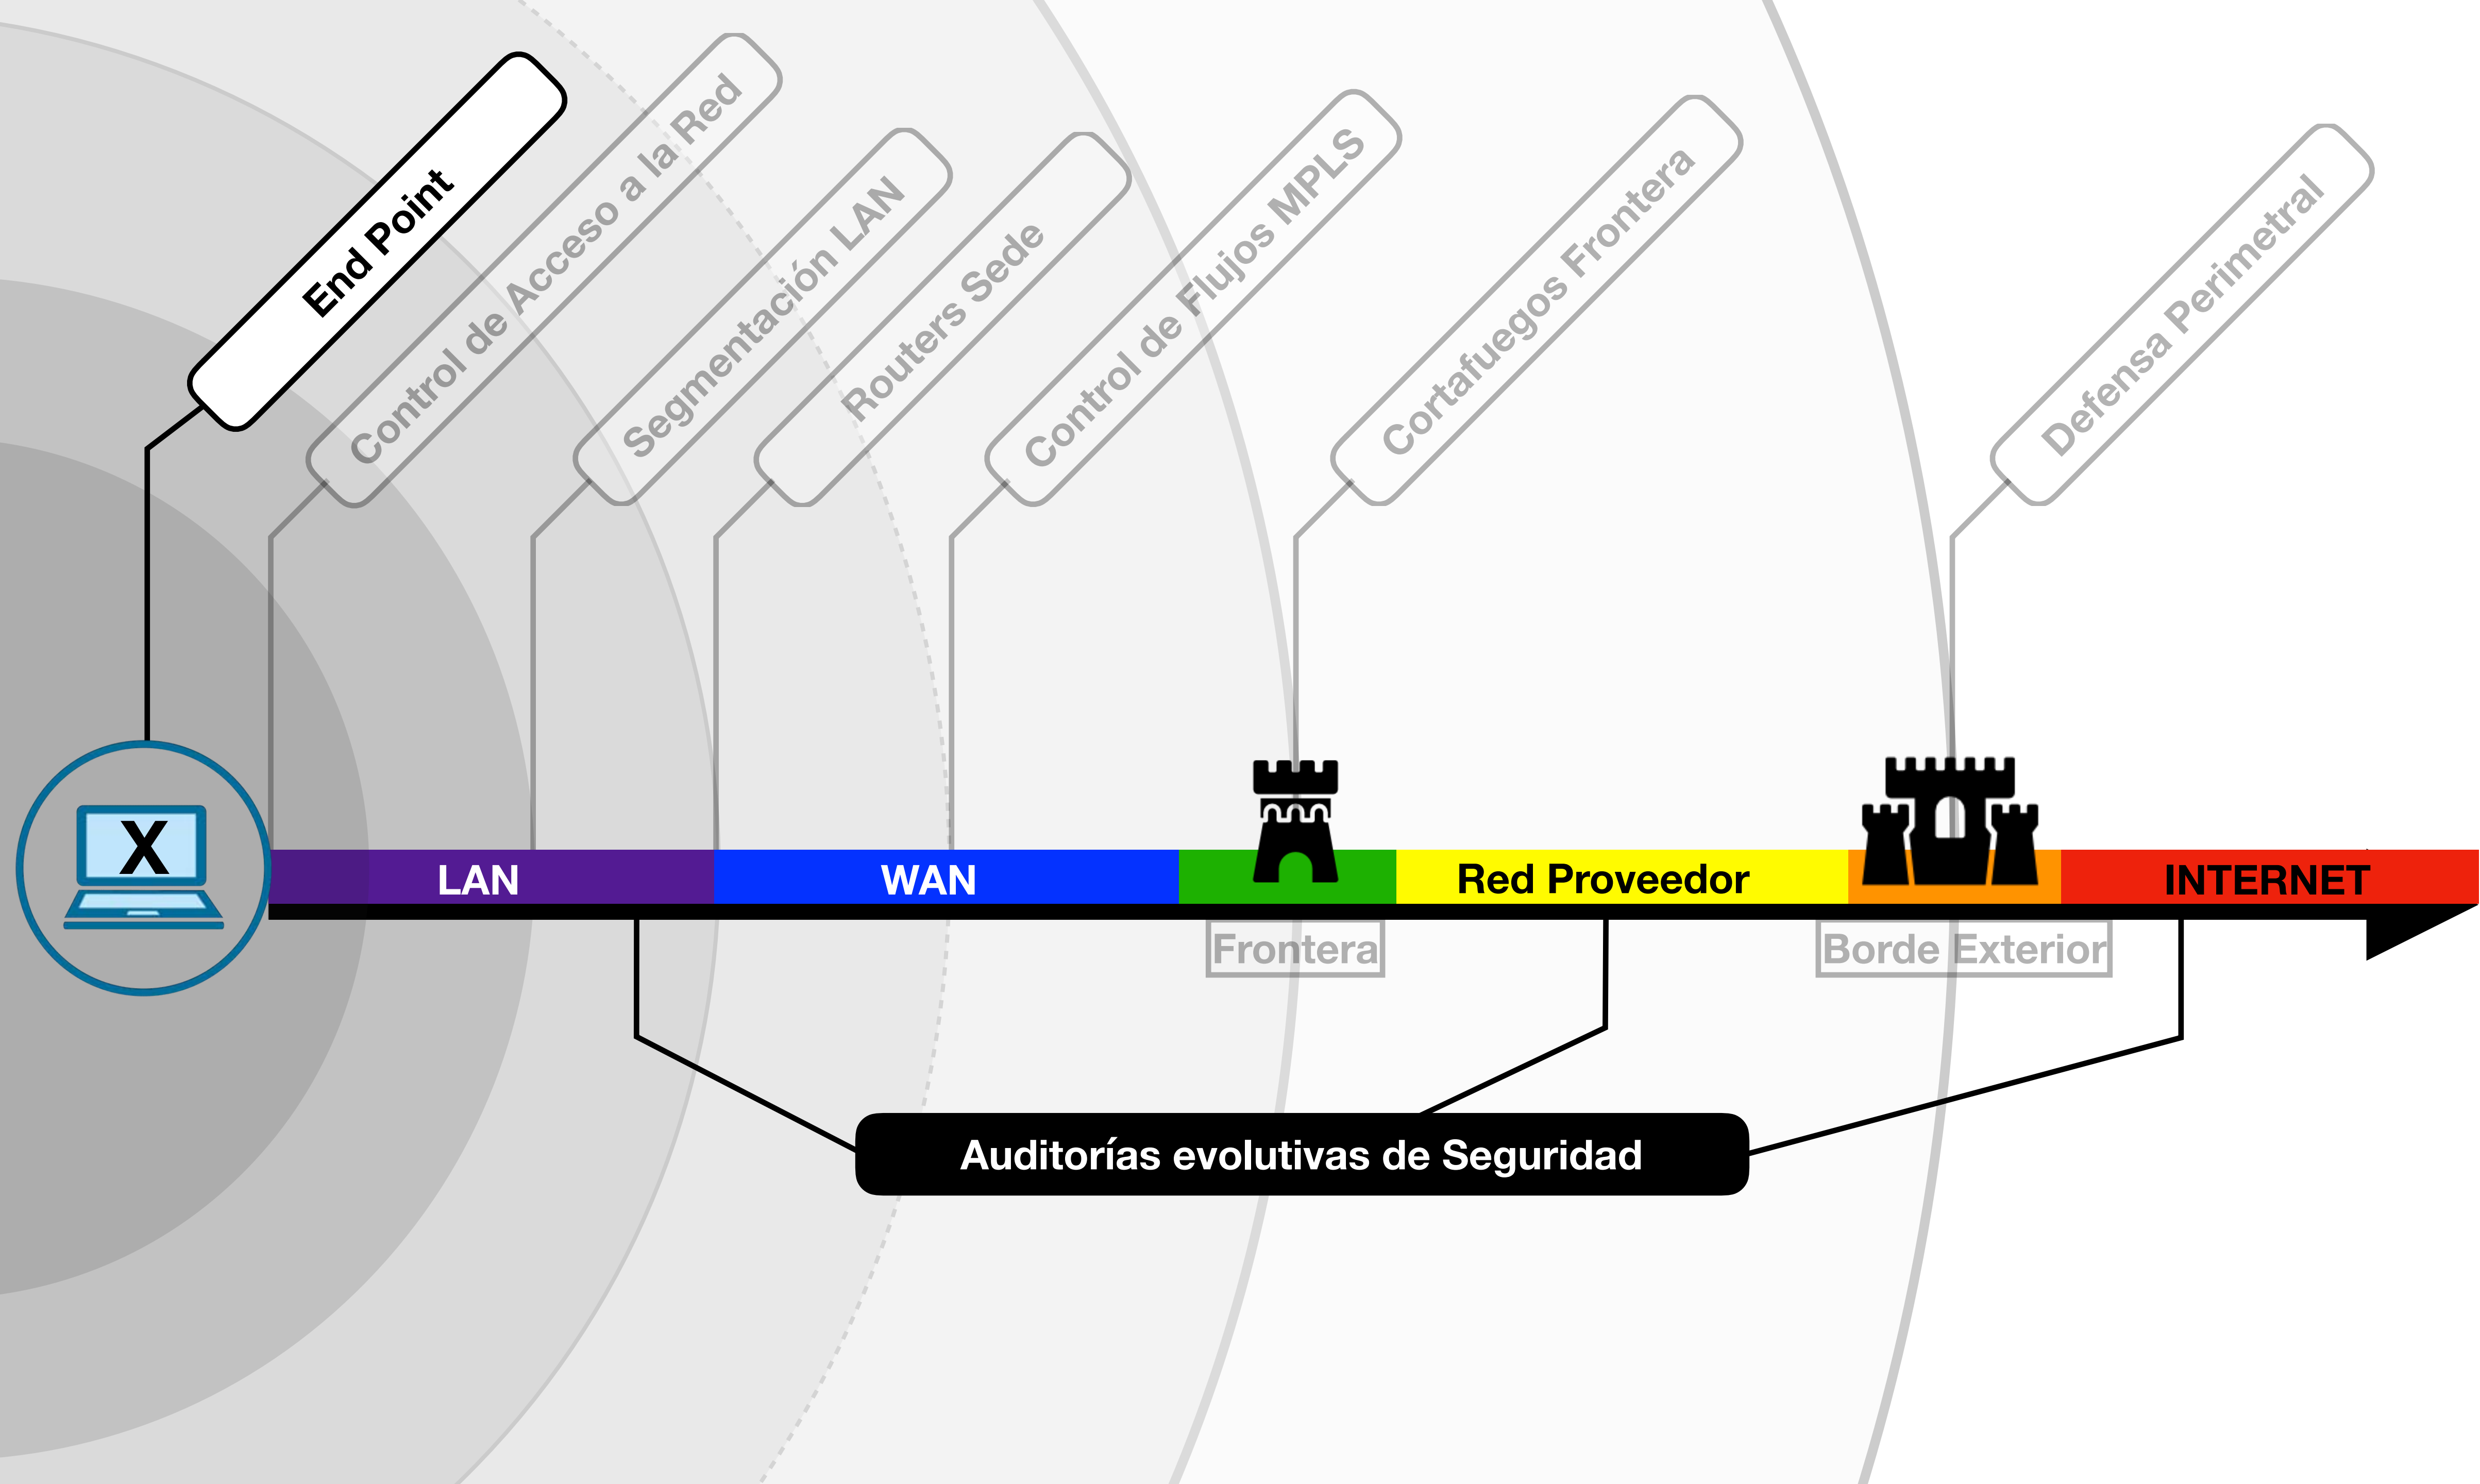 End Point
Control de Acceso a la Red
Segmentación LAN
Routers Sede
Control de Flujos MPLS
Cortafuegos Frontera
Defensa Perimetral
X
LAN
WAN
Red Proveedor
INTERNET
Frontera
Borde Exterior
Auditorías evolutivas de Seguridad